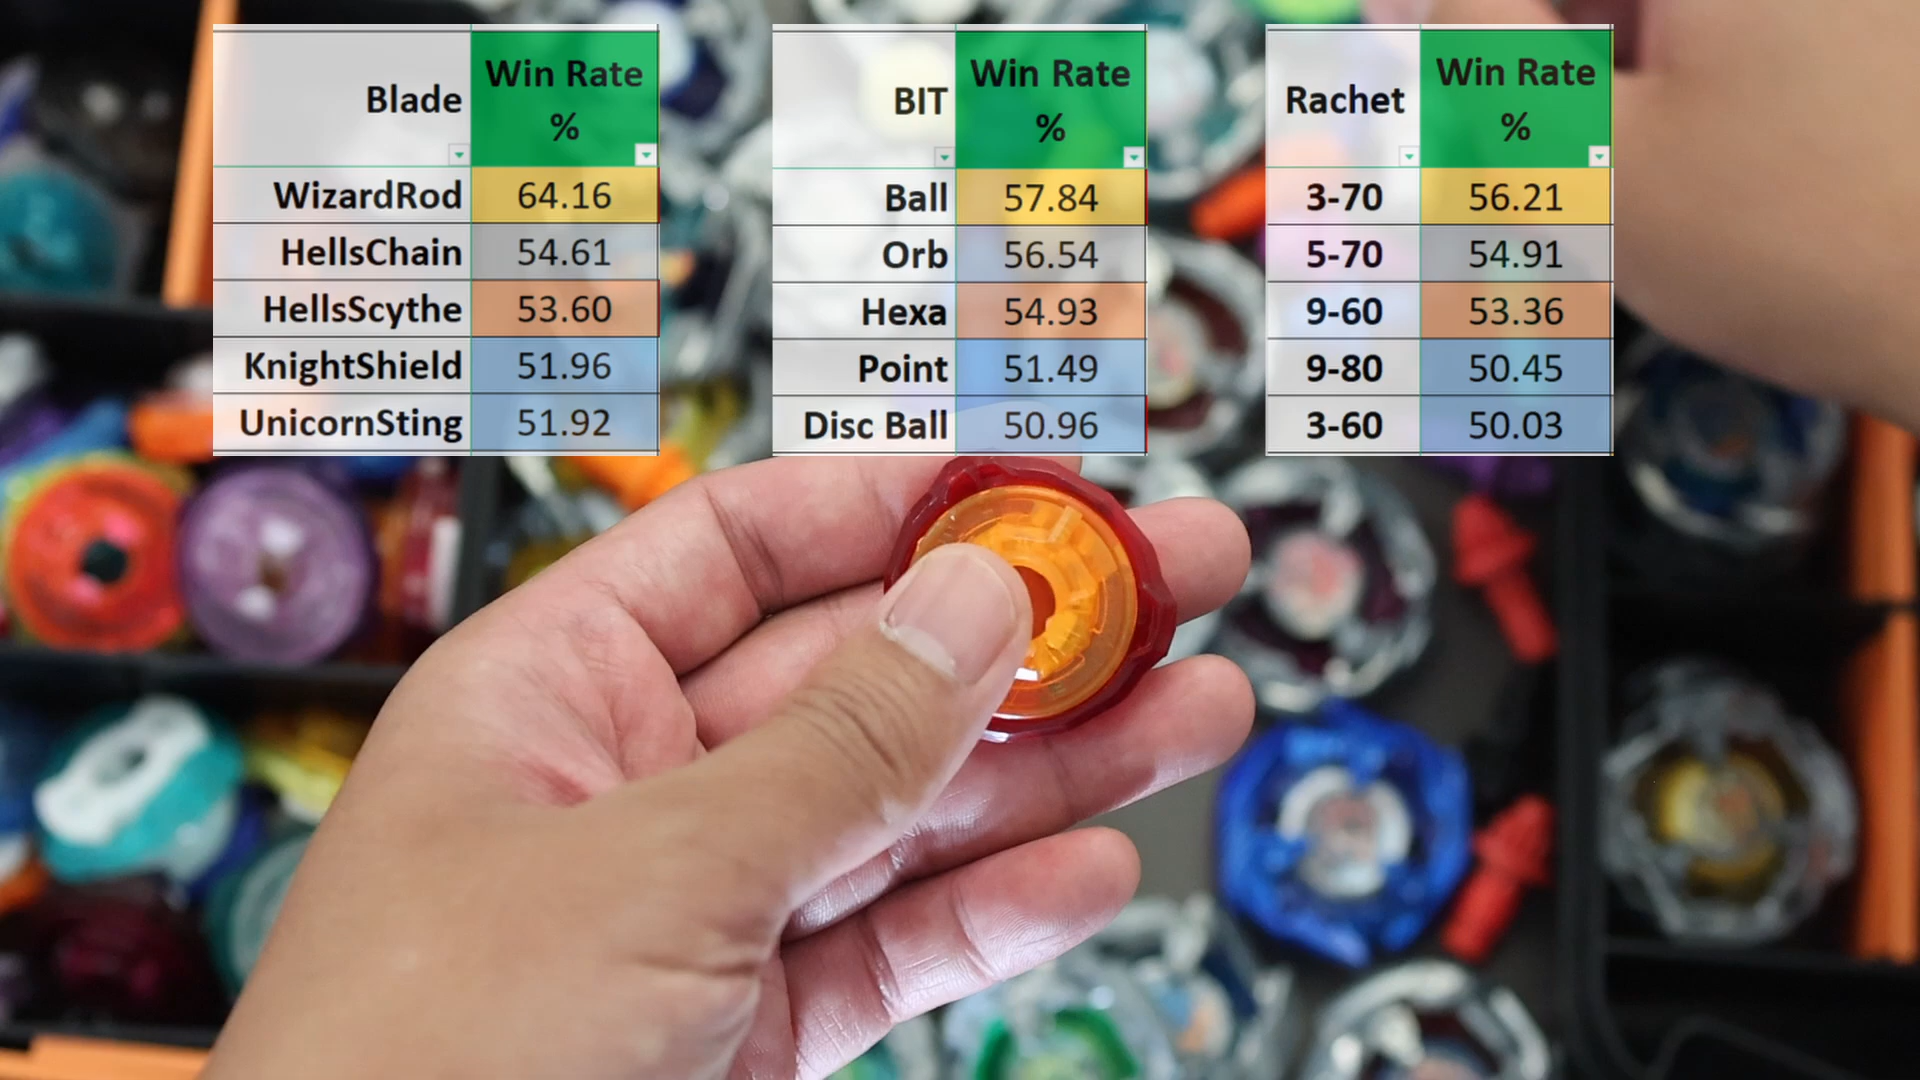 Blade Win Rate %
WizardRod 64.16
HellsChain 54.61
HellsScythe 53.60
KnightShield 51.96
UnicornSting 51.92
BIT Win Rate %
Ball 57.84
Orb 56.54
Hexa 54.93
Point 51.49
Disc Ball 50.96
Rachet Win Rate %
3-70 56.21
5-70 54.91
9-60 53.36
9-80 50.45
3-60 50.03